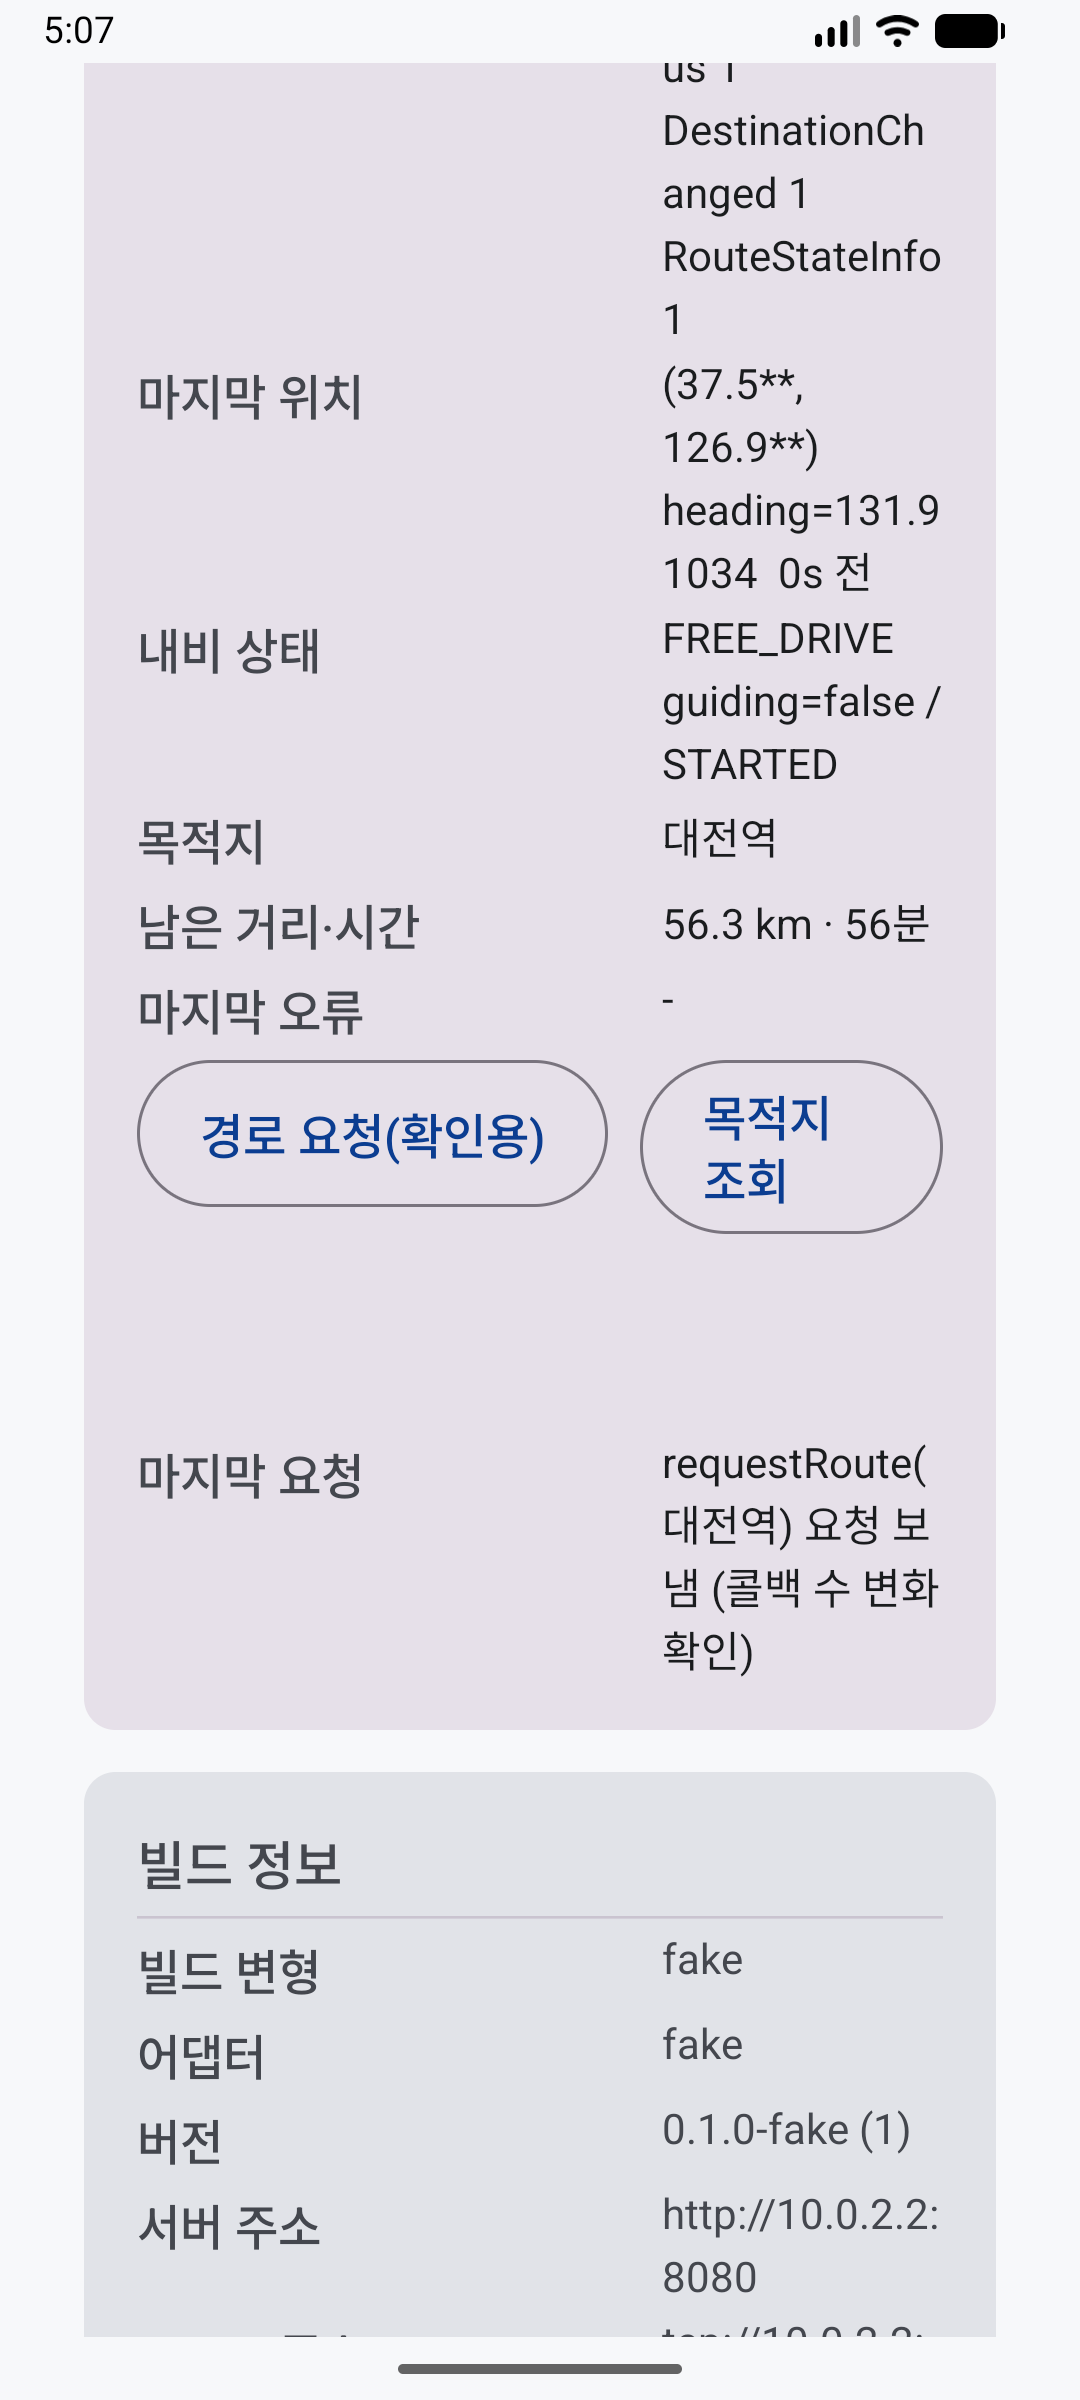 5:07
us 1
DestinationCh
anged 1
RouteStateInfo
1
마지막 위치
(37.5**,
126.9**)
heading=131.9
1034 0s 전
내비 상태
FREE_DRIVE
guiding=false /
STARTED
목적지
대전역
남은 거리·시간
56.3 km · 56분
마지막 오류
-
경로 요청(확인용)
목적지
조회
마지막 요청
requestRoute(
대전역) 요청 보
냄 (콜백 수 변화
확인)
빌드 정보
빌드 변형
fake
어댑터
fake
버전
0.1.0-fake (1)
서버 주소
http://10.0.2.2:
8080